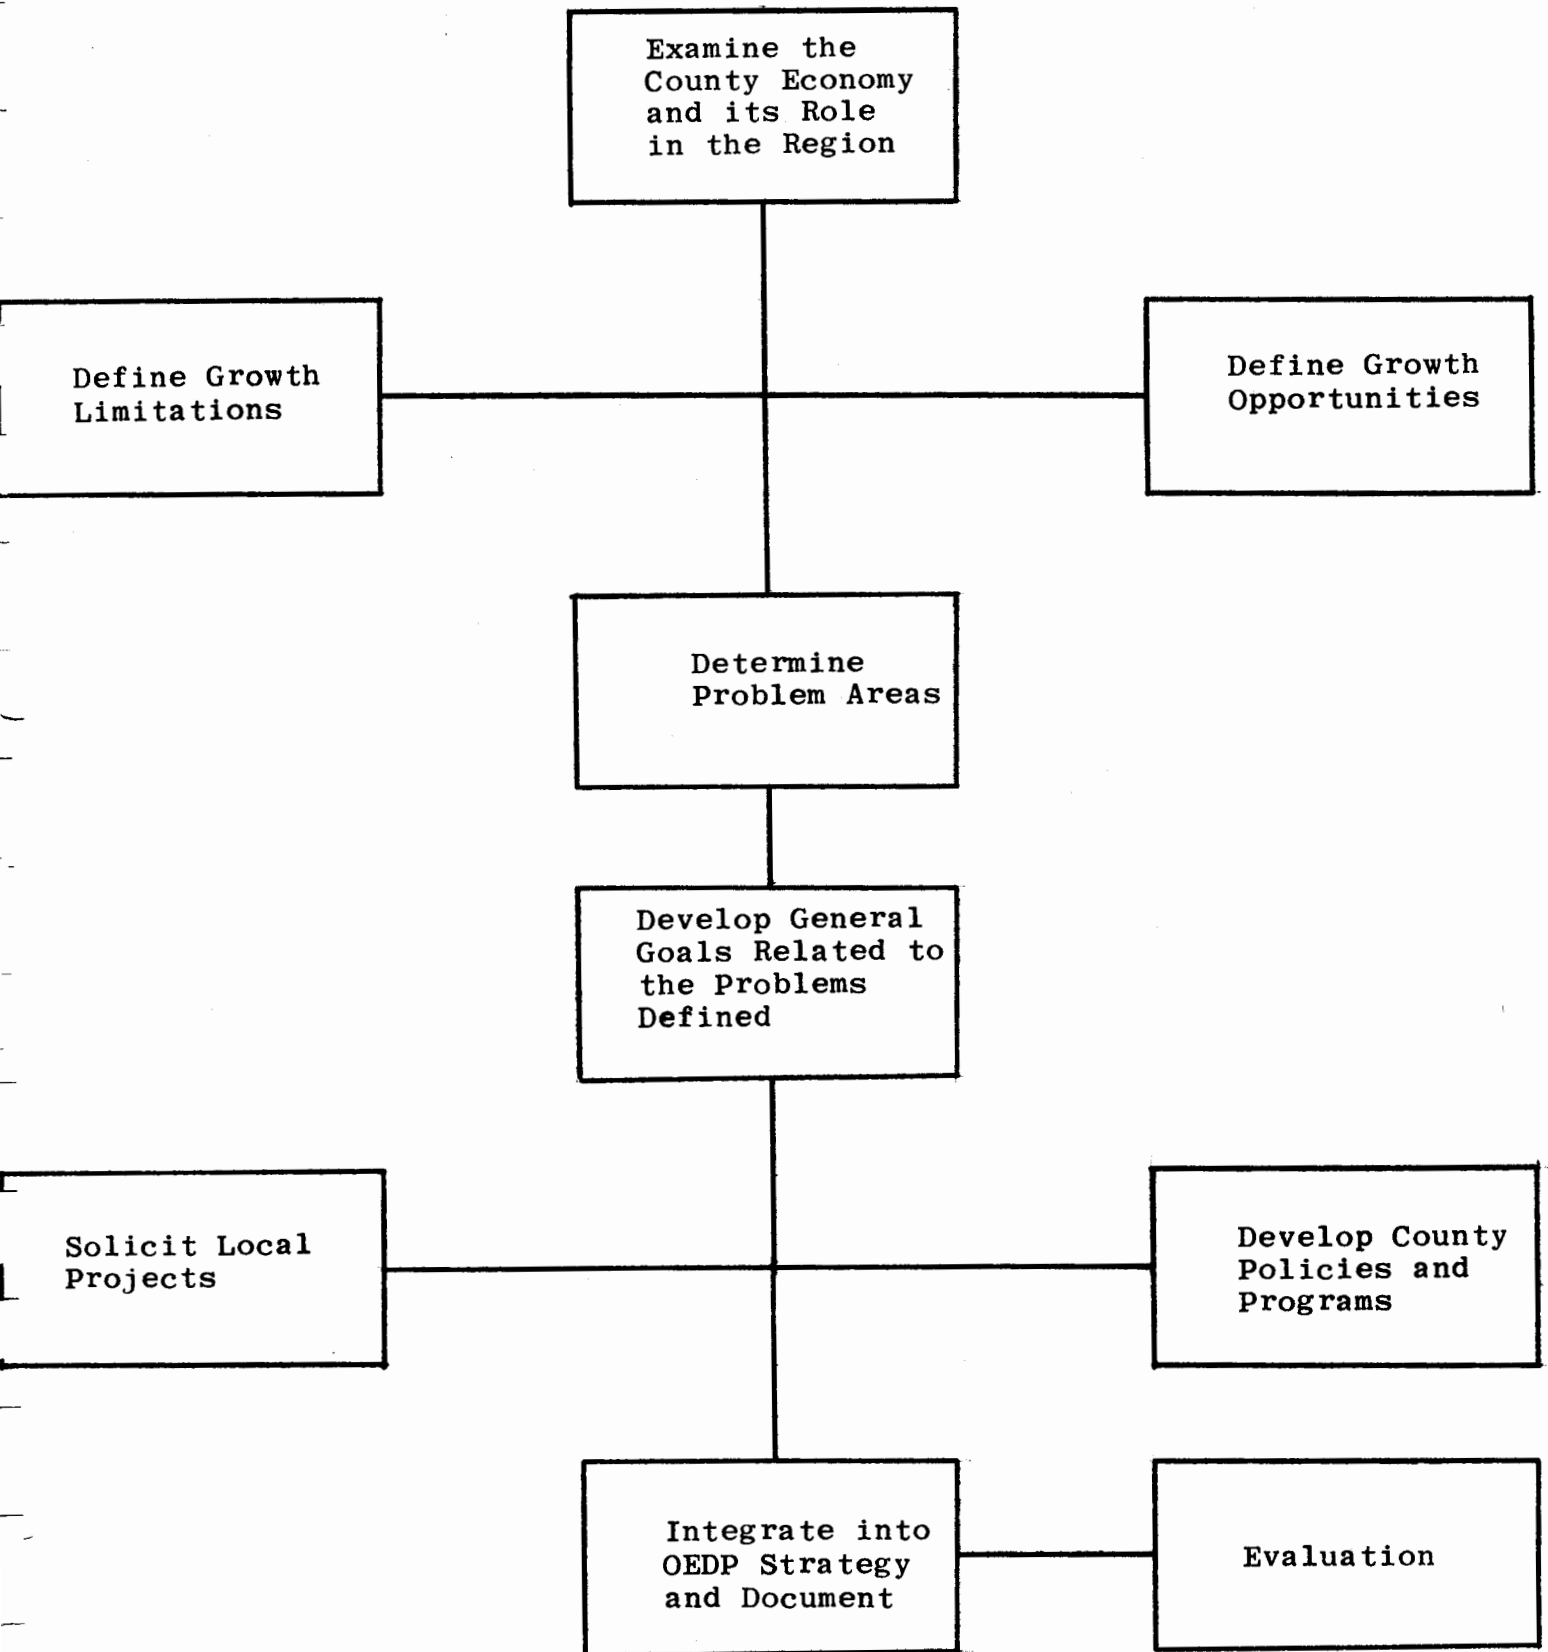 Examine the
County Economy
and its Role
in the Region
Define Growth
Limitations
Define Growth
Opportunities
Determine
Problem Areas
Develop General
Goals Related to
the Problems
Defined
Solicit Local
Projects
Develop County
Policies and
Programs
Integrate into
OEDP Strategy
and Document
Evaluation